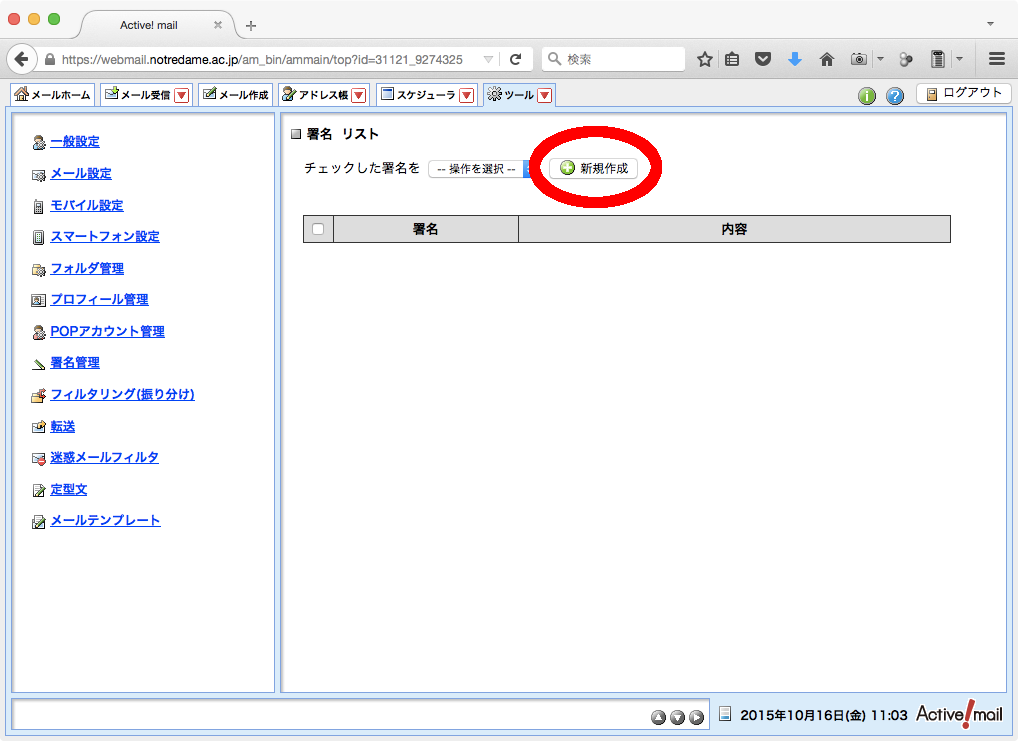 Active! mail
https://webmail.notredame.ac.jp/am_bin/ammain/top?id=31121_9274325
検索
メールホーム
メール受信
メール作成
アドレス帳
スケジューラ
ツール
ログアウト
一般設定
メール設定
モバイル設定
スマートフォン設定
フォルダ管理
プロフィール管理
POPアカウント管理
署名管理
フィルタリング(振り分け)
転送
迷惑メールフィルタ
定型文
メールテンプレート
署名 リスト
チェックした署名を -- 操作を選択 -- 新規作成
署名 内容
2015年10月16日(金) 11:03 Active!mail